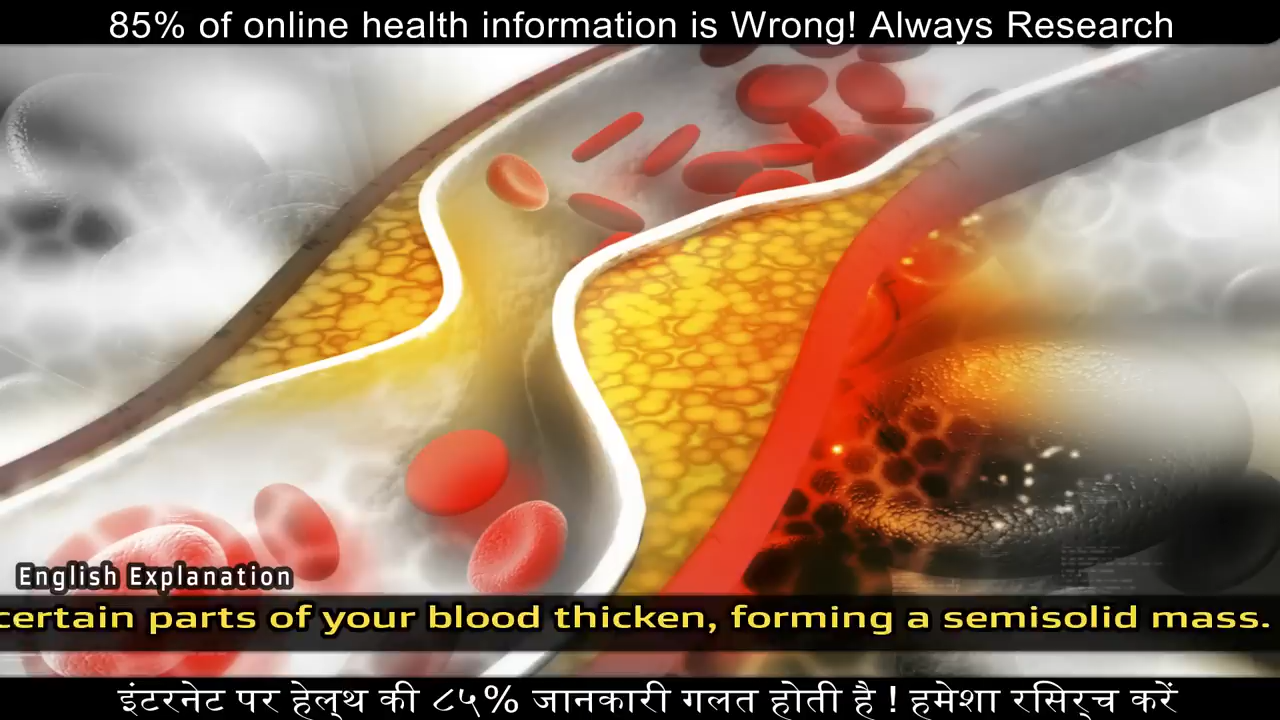 85% of online health information is Wrong! Always Research
English Explanation
certain parts of your blood thicken, forming a semisolid mass.
इंटरनेट पर हेल्थ की ८५% जानकारी गलत होती है ! हमेशा रिसर्च करें